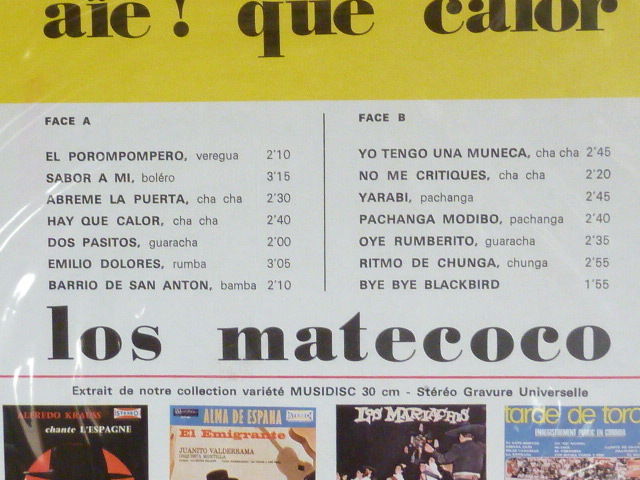 aïe ! que calor
FACE A
EL POROMPOMPERO, veregua 2'10
SABOR A MI, boléro 3'15
ABREME LA PUERTA, cha cha 2'30
HAY QUE CALOR, cha cha 2'40
DOS PASITOS, guaracha 2'00
EMILIO DOLORES, rumba 3'05
BARRIO DE SAN ANTON, bamba 2'10
FACE B
YO TENGO UNA MUNECA, cha cha 2'45
NO ME CRITIQUES, cha cha 2'20
YARABI, pachanga 2'45
PACHANGA MODIBO, pachanga 2'40
OYE RUMBERITO, guaracha 2'35
RITMO DE CHUNGA, chunga 2'55
BYE BYE BLACKBIRD 1'55
los matecoco
Extrait de notre collection variété MUSIDISC 30 cm - Stéréo Gravure Universelle
ALFREDO KRAUSS
chante L'ESPAGNE
ALMA DE ESPAÑA
El Emigrante
JUANITO VALDERRAMA
LOS MARIACHIS
tarde de toro